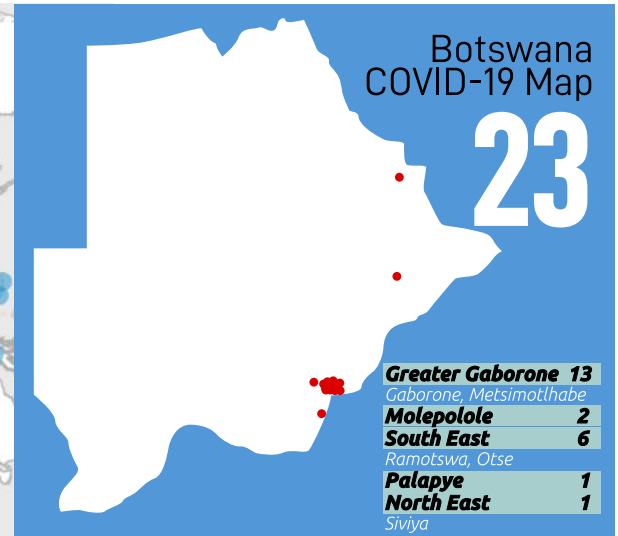 Botswana
COVID-19 Map
23
Greater Gaborone 13
Gaborone, Metsimotlhabe
Molepolole 2
South East 6
Ramotswa, Otse
Palapye 1
North East 1
Siviya